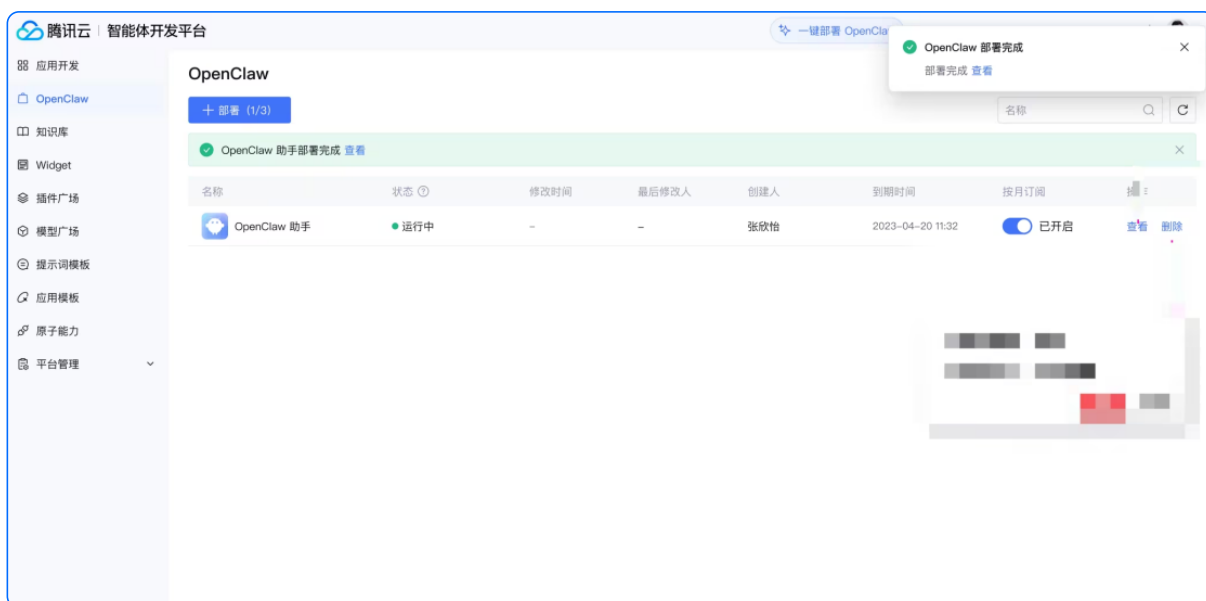 腾讯云 | 智能体开发平台
一键部署 OpenCla
OpenClaw 部署完成
部署完成 查看
应用开发
OpenClaw
知识库
Widget
插件广场
模型广场
提示词模板
应用模板
原子能力
平台管理
OpenClaw
部署 (1/3)
名称
OpenClaw 助手部署完成 查看
名称 状态 修改时间 最后修改人 创建人 到期时间 按月订阅
OpenClaw 助手 运行中 - - 张欣怡 2023-04-20 11:32 已开启 查看 删除